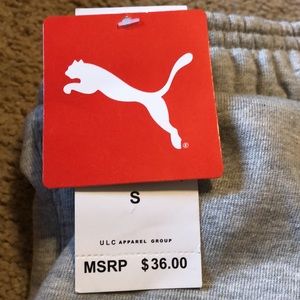 ®
S
ULC APPAREL GROUP
MSRP $36.00